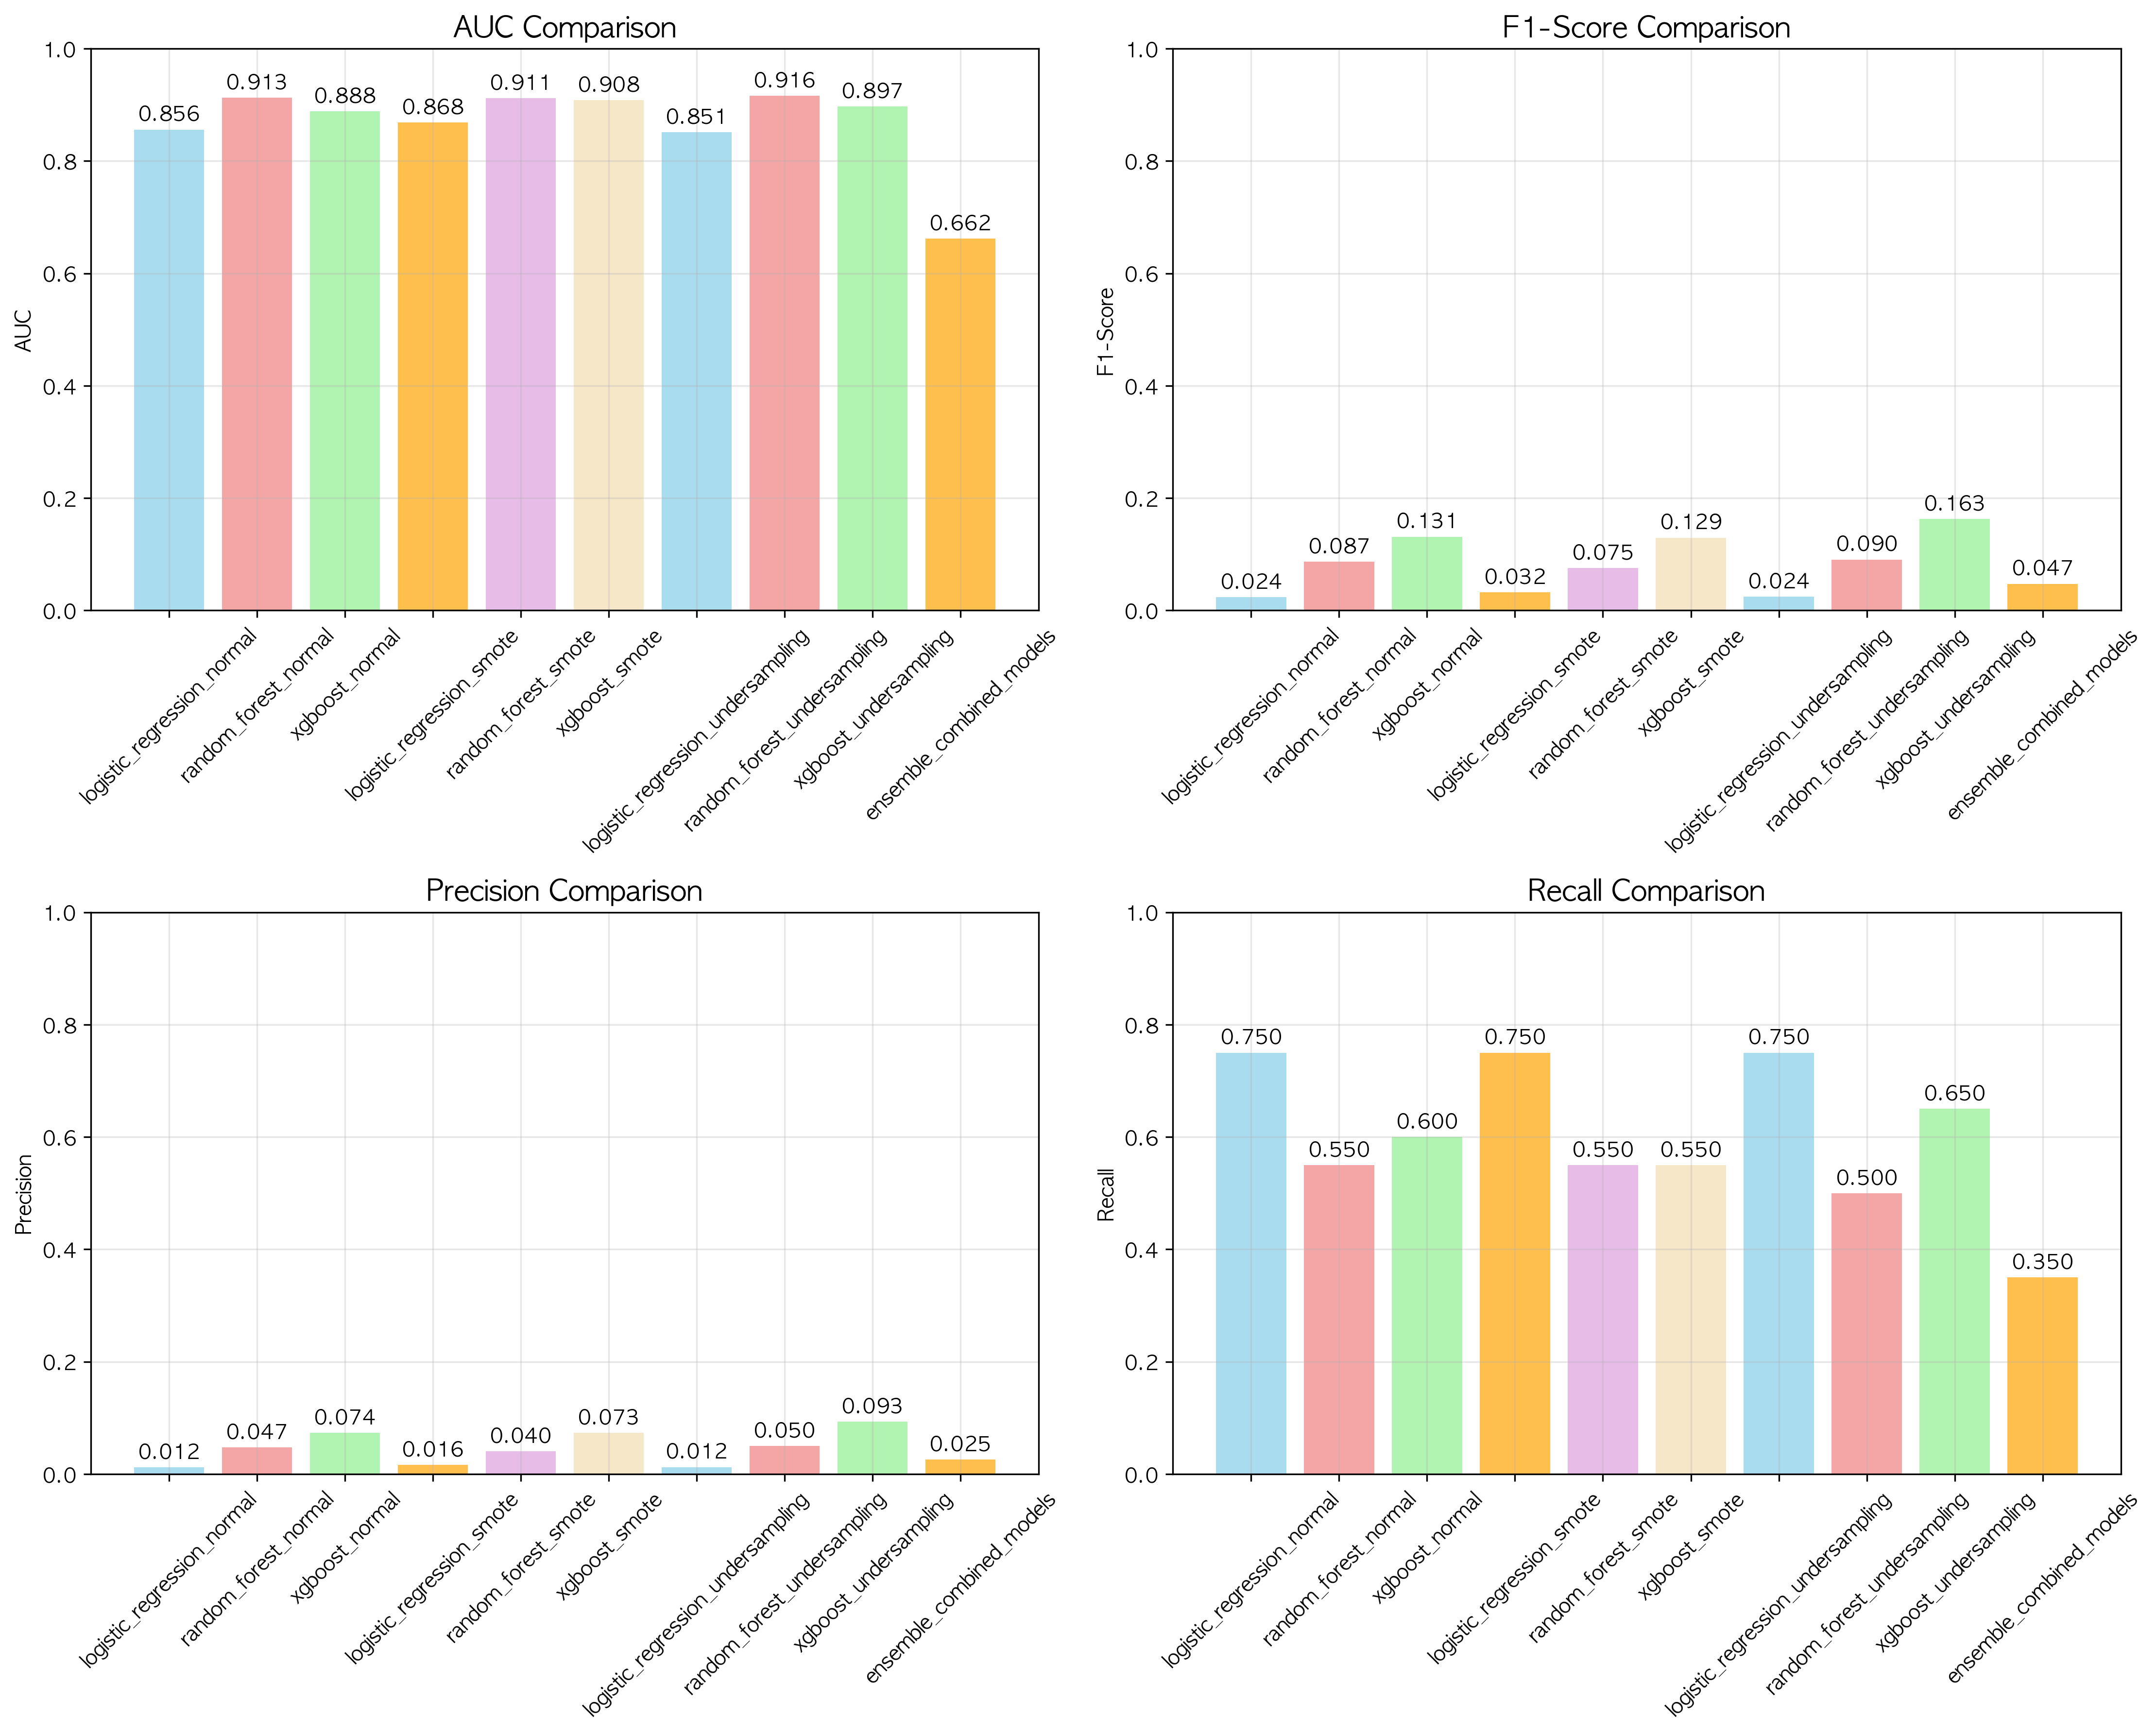 AUC Comparison
1.0
0.8
0.6
0.4
0.2
0.0
AUC
0.856
0.913
0.888
0.868
0.911
0.908
0.851
0.916
0.897
0.662
logistic_regression_normal
random_forest_normal
xgboost_normal
logistic_regression_smote
random_forest_smote
xgboost_smote
logistic_regression_undersampling
random_forest_undersampling
xgboost_undersampling
ensemble_combined_models
F1-Score Comparison
1.0
0.8
0.6
0.4
0.2
0.0
F1-Score
0.024
0.087
0.131
0.032
0.075
0.129
0.024
0.090
0.163
0.047
logistic_regression_normal
random_forest_normal
xgboost_normal
logistic_regression_smote
random_forest_smote
xgboost_smote
logistic_regression_undersampling
random_forest_undersampling
xgboost_undersampling
ensemble_combined_models
Precision Comparison
1.0
0.8
0.6
0.4
0.2
0.0
Precision
0.012
0.047
0.074
0.016
0.040
0.073
0.012
0.050
0.093
0.025
logistic_regression_normal
random_forest_normal
xgboost_normal
logistic_regression_smote
random_forest_smote
xgboost_smote
logistic_regression_undersampling
random_forest_undersampling
xgboost_undersampling
ensemble_combined_models
Recall Comparison
1.0
0.8
0.6
0.4
0.2
0.0
Recall
0.750
0.550
0.600
0.750
0.550
0.550
0.750
0.500
0.650
0.350
logistic_regression_normal
random_forest_normal
xgboost_normal
logistic_regression_smote
random_forest_smote
xgboost_smote
logistic_regression_undersampling
random_forest_undersampling
xgboost_undersampling
ensemble_combined_models